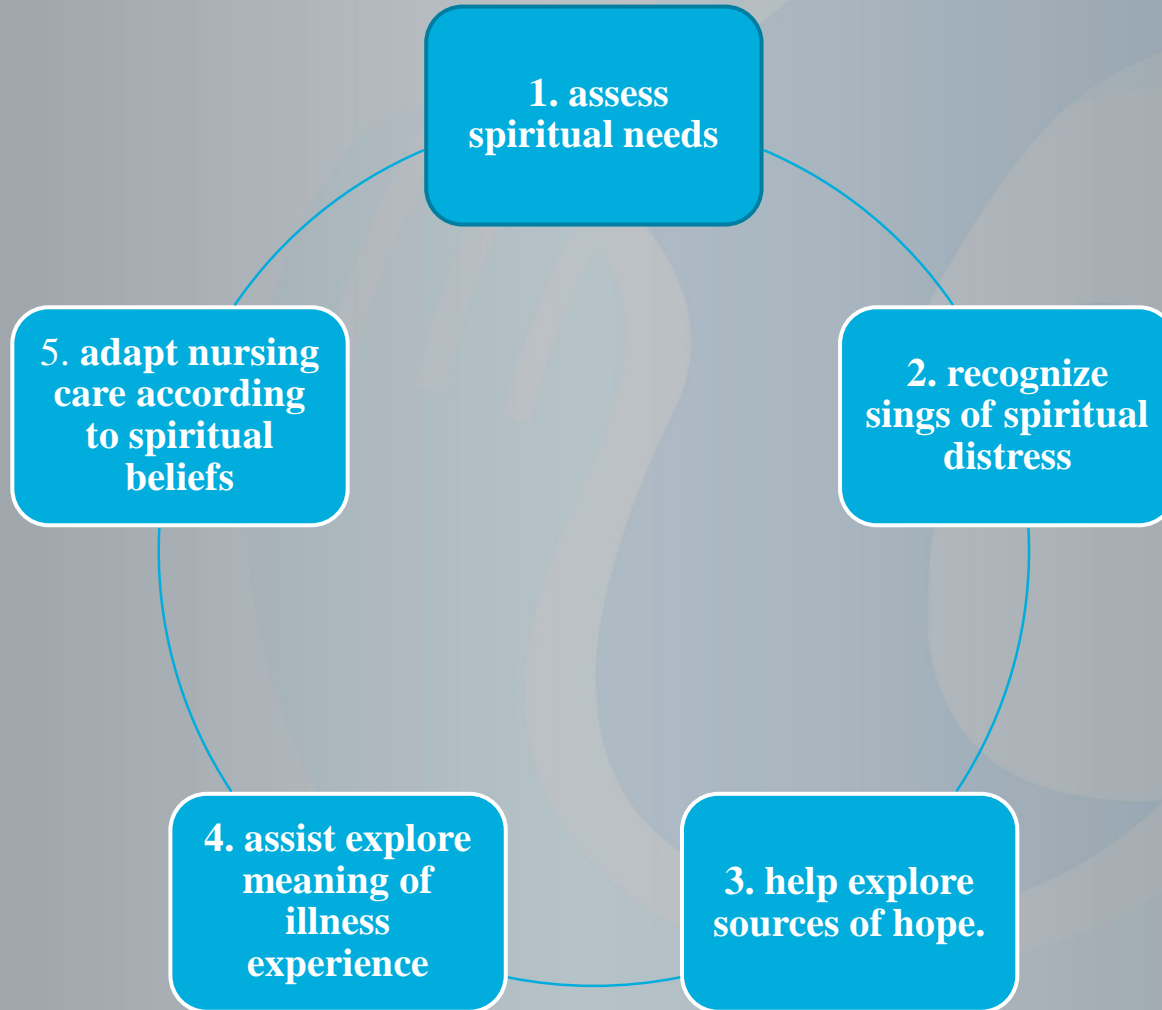 1. assess
spiritual needs
2. recognize
sings of spiritual
distress
3. help explore
sources of hope.
4. assist explore
meaning of
illness
experience
5. adapt nursing
care according
to spiritual
beliefs